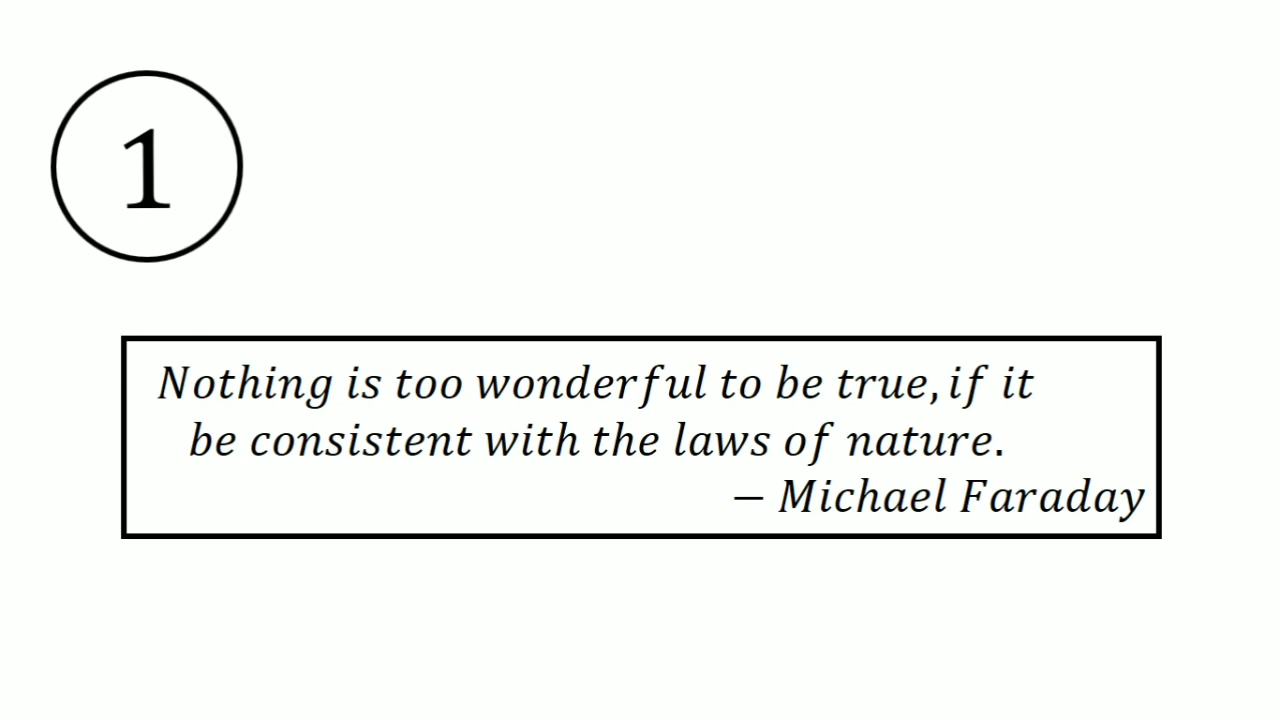 1
Nothing is too wonderful to be true, if it
be consistent with the laws of nature.
− Michael Faraday